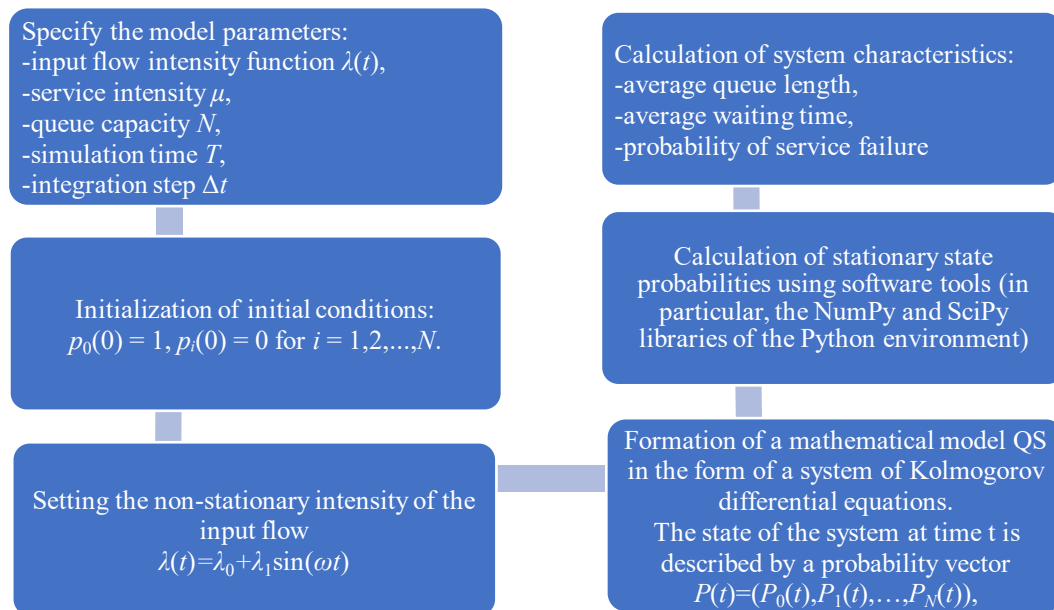 Specify the model parameters:
-input flow intensity function λ(t),
-service intensity μ,
-queue capacity N,
-simulation time T,
-integration step Δt
Initialization of initial conditions:
p₀(0) = 1, pᵢ(0) = 0 for i = 1,2,...,N.
Setting the non-stationary intensity of the
input flow
λ(t)=λ₀+λ₁sin(ωt)
Formation of a mathematical model QS
in the form of a system of Kolmogorov
differential equations.
The state of the system at time t is
described by a probability vector
P(t)=(P₀(t),P₁(t),…,P_N(t)),
Calculation of stationary state
probabilities using software tools (in
particular, the NumPy and SciPy
libraries of the Python environment)
Calculation of system characteristics:
-average queue length,
-average waiting time,
-probability of service failure